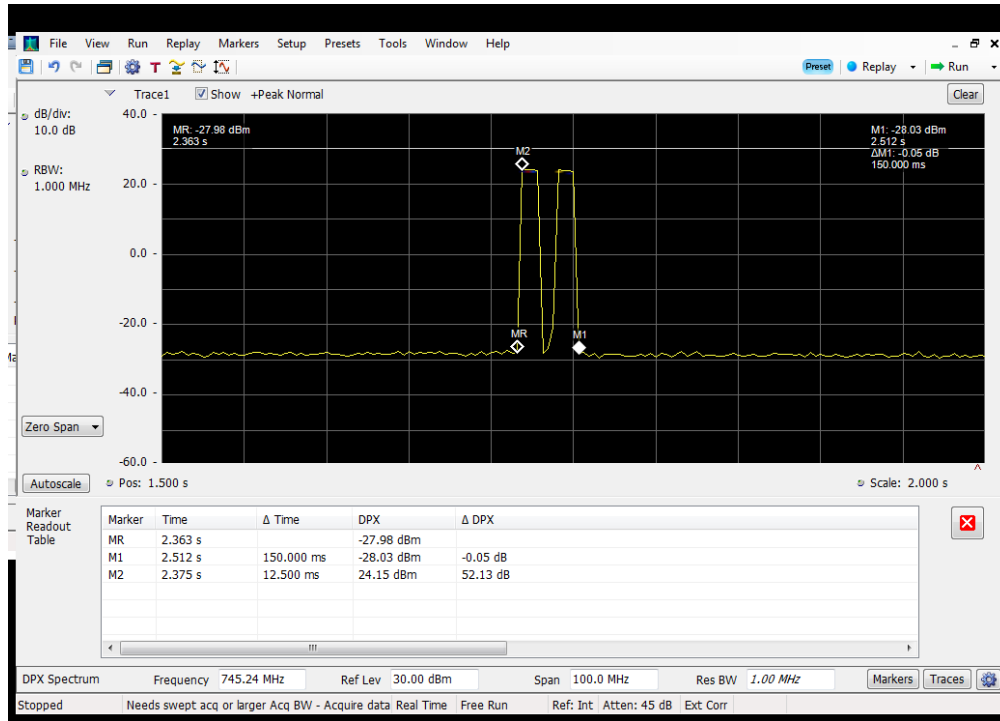 File View Run Replay Markers Setup Presets Tools Window Help
T Preset Replay Run
Trace1 Show +Peak Normal Clear
dB/div:
10.0 dB
RBW:
1.000 MHz
40.0
20.0
0.0
-20.0
-40.0
-60.0
MR: -27.98 dBm
2.363 s
M1: -28.03 dBm
2.512 s
ΔM1: -0.05 dB
150.000 ms
M2
MR
M1
Zero Span
Autoscale Pos: 1.500 s Scale: 2.000 s
Marker
Readout
Table
Marker Time Δ Time DPX Δ DPX
MR 2.363 s -27.98 dBm
M1 2.512 s 150.000 ms -28.03 dBm -0.05 dB
M2 2.375 s 12.500 ms 24.15 dBm 52.13 dB
DPX Spectrum Frequency 745.24 MHz Ref Lev 30.00 dBm Span 100.0 MHz Res BW 1.00 MHz Markers Traces
Stopped Needs swept acq or larger Acq BW - Acquire data Real Time Free Run Ref: Int Atten: 45 dB Ext Corr